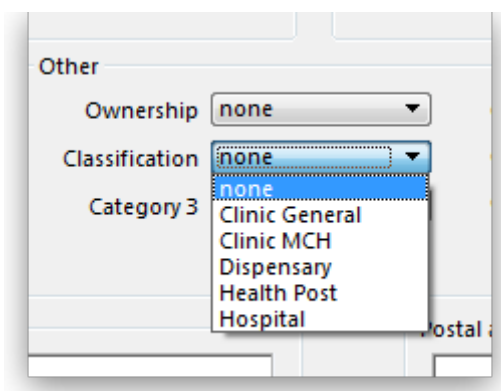 Other
Ownership none
Classification none
none
Category 3
Clinic General
Clinic MCH
Dispensary
Health Post
Hospital
Postal